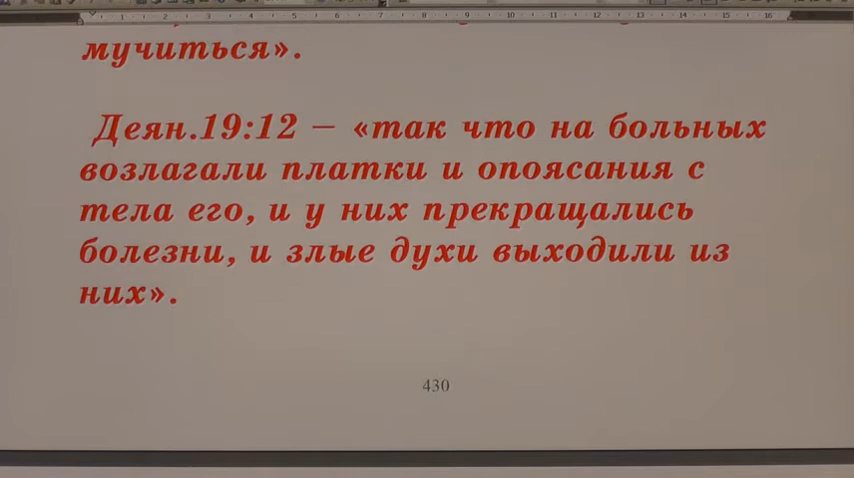 мучиться».
Деян.19:12 – «так что на больных
возлагали платки и опоясания с
тела его, и у них прекращались
болезни, и злые духи выходили из
них».
430